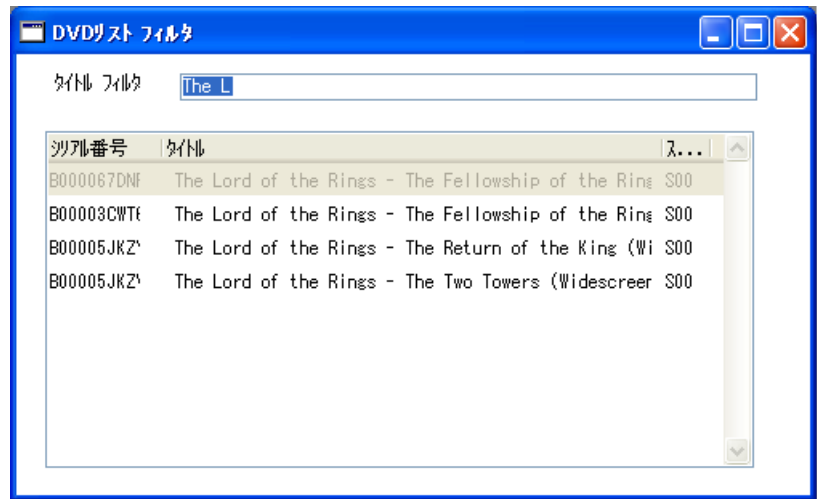 DVDﾘｽﾄ ﾌｨﾙﾀ
ﾀｲﾄﾙ ﾌｨﾙﾀ The L
ｼﾘｱﾙ番号 ﾀｲﾄﾙ ｽ...
B000067DNF The Lord of the Rings - The Fellowship of the Ring S00
B00003CWT6 The Lord of the Rings - The Fellowship of the Ring S00
B00005JKZY The Lord of the Rings - The Return of the King (Wi S00
B00005JKZY The Lord of the Rings - The Two Towers (Widescreen S00